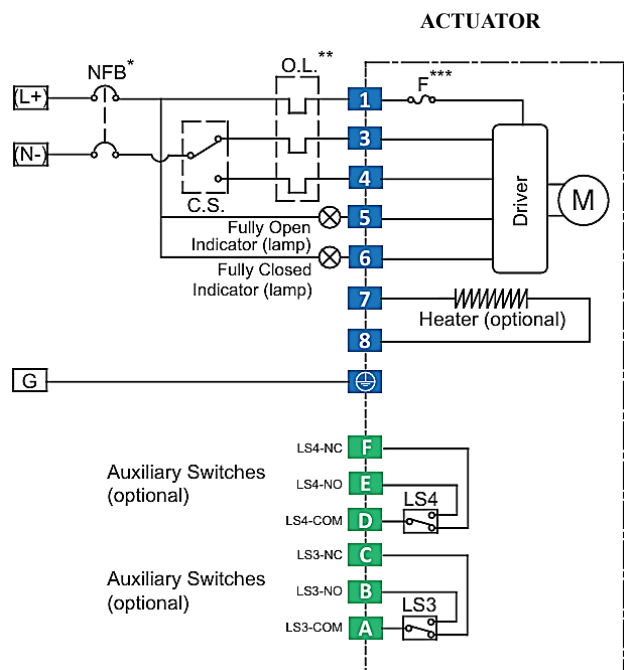 ACTUATOR
NFB*
O.L.**
(L+)
1
F***
3
(N-)
4
C.S.
Driver
M
5
Fully Open
Indicator (lamp)
6
Fully Closed
Indicator (lamp)
7
Heater (optional)
8
G
LS4-NC
F
Auxiliary Switches
(optional)
LS4-NO
E
LS4
LS4-COM
D
LS3-NC
C
Auxiliary Switches
(optional)
LS3-NO
B
LS3
LS3-COM
A